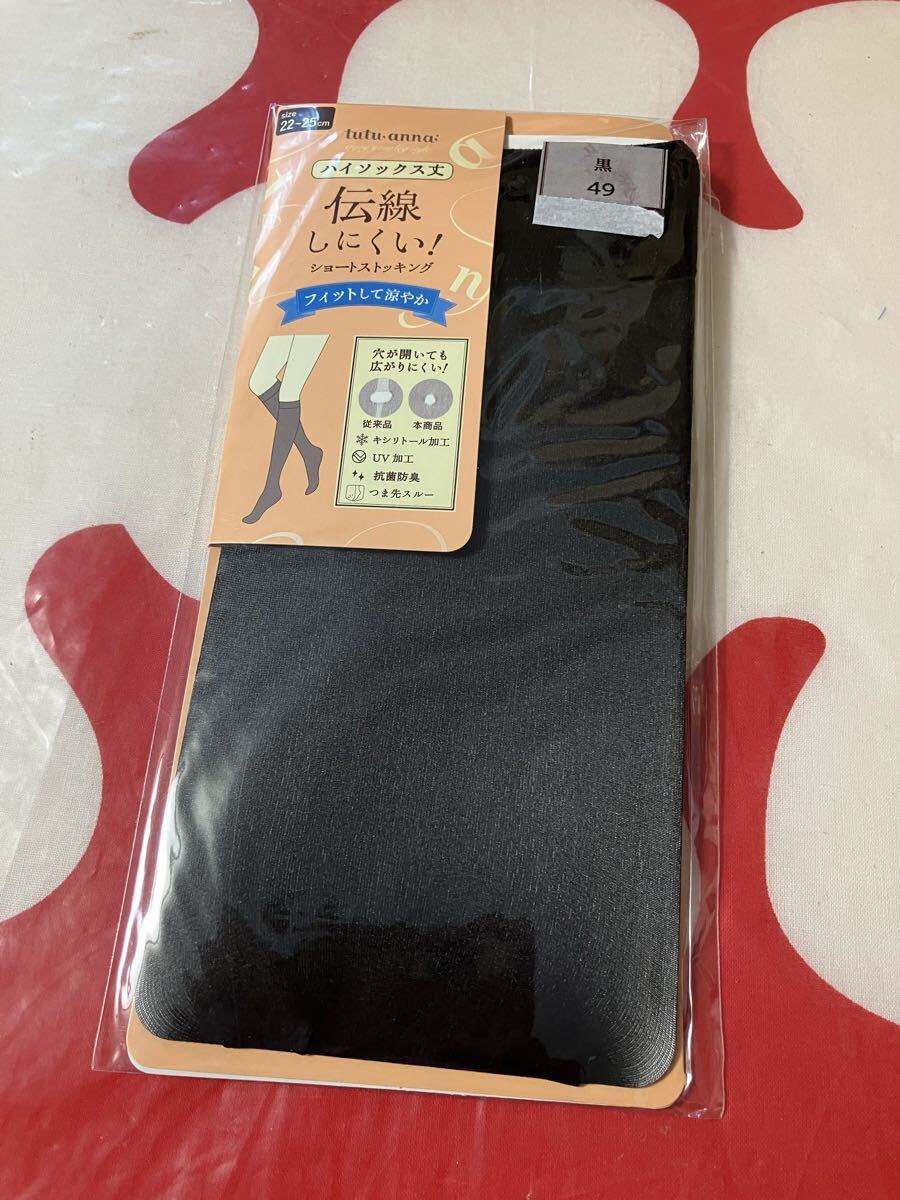 size
22~25cm
tutu·anna*
ハイソックス丈
伝線
しにくい!
ショートストッキング
フィットして涼やか
穴が開いても
広がりにくい!
従来品 本商品
キシリトール加工
UV加工
抗菌防臭
つま先スルー
黒
49